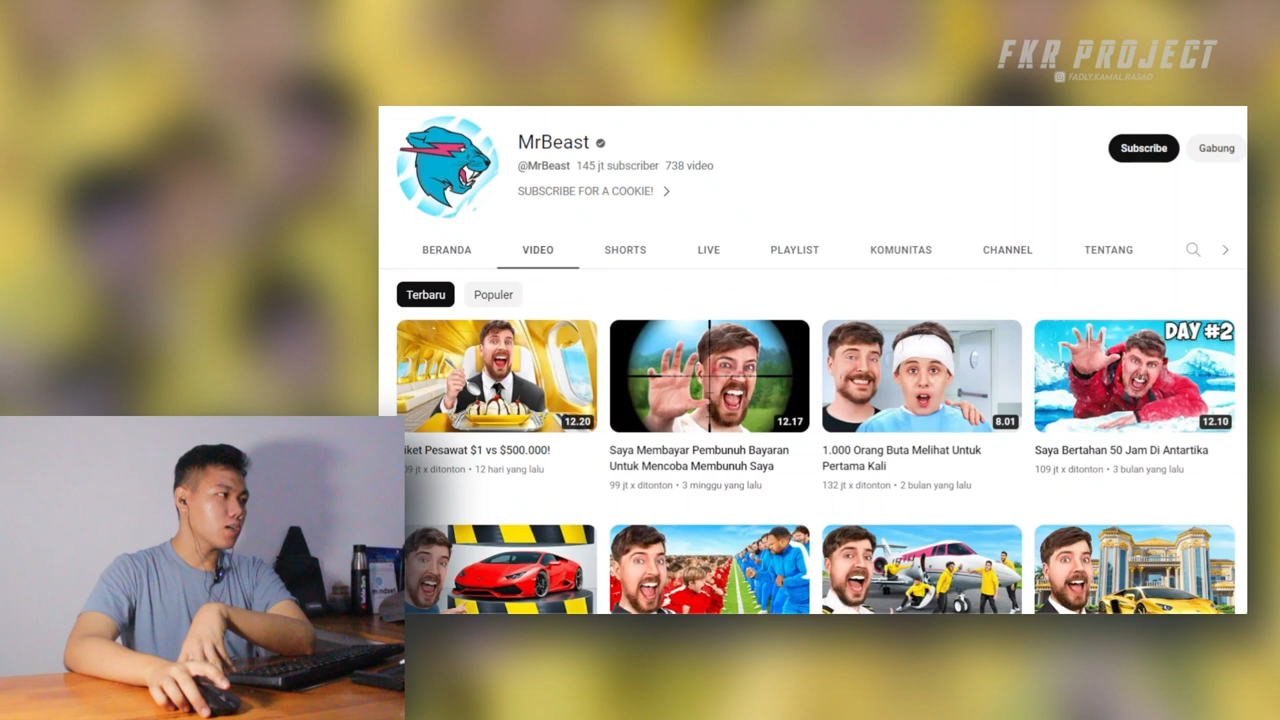 FKR PROJECT
FADLY.KAMAL.RASAD
MrBeast
@MrBeast 145 jt subscriber 738 video
SUBSCRIBE FOR A COOKIE!
Subscribe
Gabung
BERANDA VIDEO SHORTS LIVE PLAYLIST KOMUNITAS CHANNEL TENTANG
Terbaru Populer
DAY #2
12.20 12.17 8.01 12.10
Pesawat $1 vs $500.000!
jt x ditonton • 12 hari yang lalu
Saya Membayar Pembunuh Bayaran
Untuk Mencoba Membunuh Saya
99 jt x ditonton • 3 minggu yang lalu
1.000 Orang Buta Melihat Untuk
Pertama Kali
132 jt x ditonton • 2 bulan yang lalu
Saya Bertahan 50 Jam Di Antartika
109 jt x ditonton • 3 bulan yang lalu